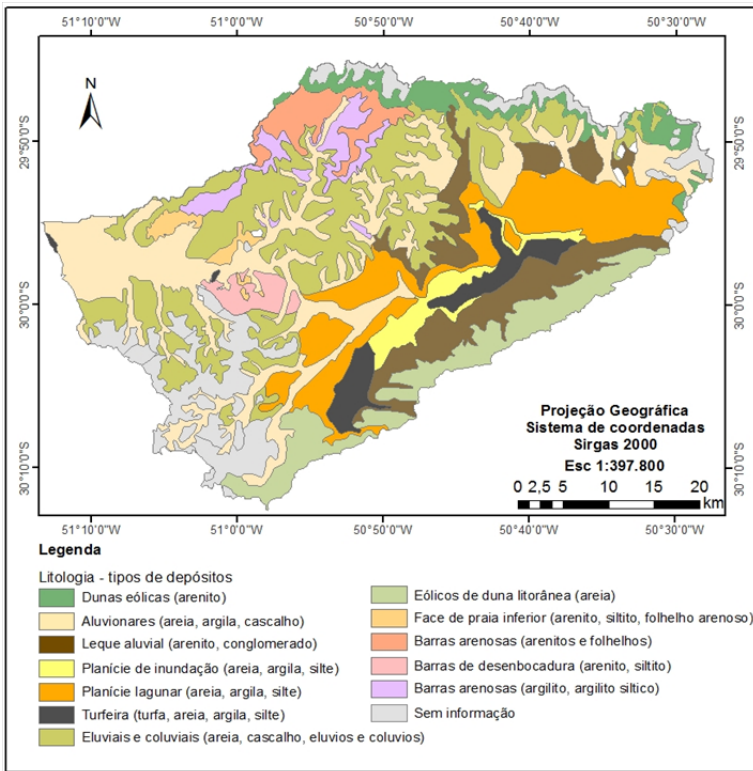 51°10'0"W 51°0'0"W 50°50'0"W 50°40'0"W 50°30'0"W
N
29°50'0"S 29°50'0"S
30°0'0"S 30°0'0"S
30°10'0"S 30°10'0"S
Projeção Geográfica
Sistema de coordenadas
Sirgas 2000
Esc 1:397.800
0 2,5 5 10 15 20
km
51°10'0"W 51°0'0"W 50°50'0"W 50°40'0"W 50°30'0"W
Legenda
Litologia - tipos de depósitos
Dunas eólicas (arenito)
Aluvionares (areia, argila, cascalho)
Leque aluvial (arenito, conglomerado)
Planície de inundação (areia, argila, silte)
Planície lagunar (areia, argila, silte)
Turfeira (turfa, areia, argila, silte)
Eluviais e coluviais (areia, cascalho, eluvios e coluvios)
Eólicos de duna litorânea (areia)
Face de praia inferior (arenito, siltito, folhelho arenoso)
Barras arenosas (arenitos e folhelhos)
Barras de desenbocadura (arenito, siltito)
Barras arenosas (argilito, argilito siltico)
Sem informação